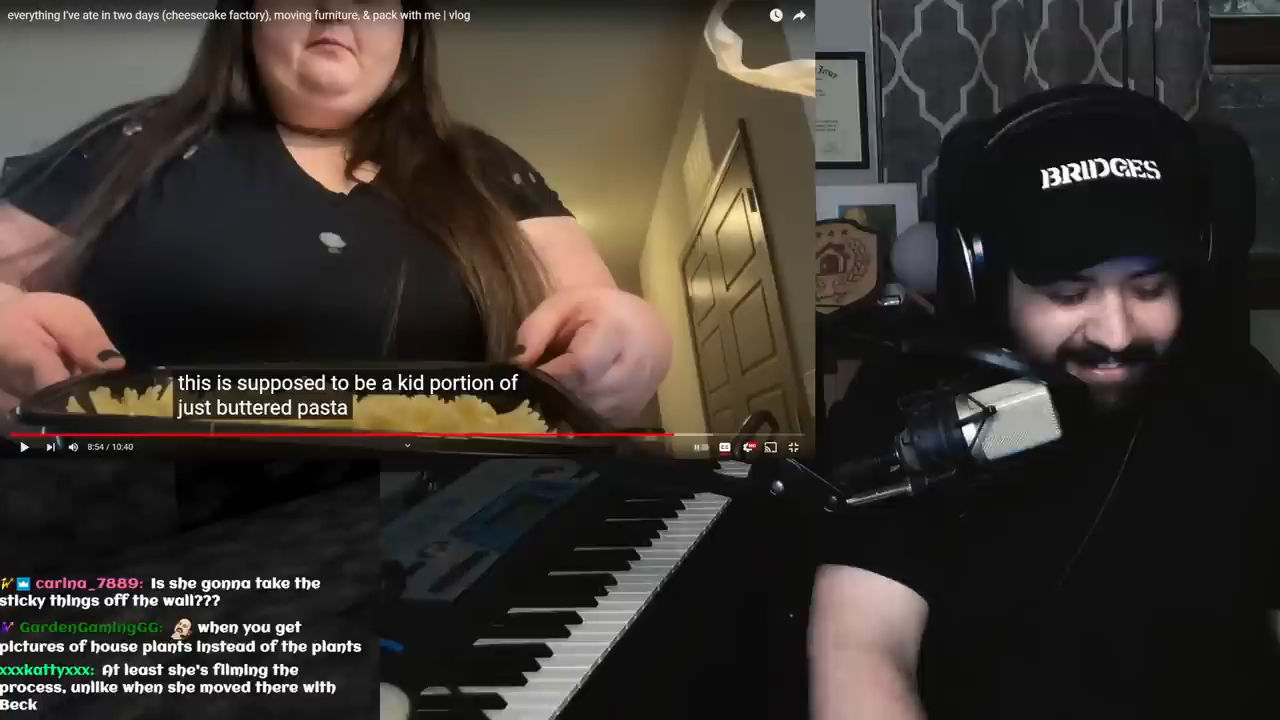 everything I've ate in two days (cheesecake factory), moving furniture, & pack with me | vlog
BRIDGES
this is supposed to be a kid portion of
just buttered pasta
8:54 / 10:40
carina_7889: Is she gonna take the
sticky things off the wall???
GardenGamingGG: when you get
pictures of house plants instead of the plants
xxxkattyxxx: At least she's filming the
process, unlike when she moved there with
Beck